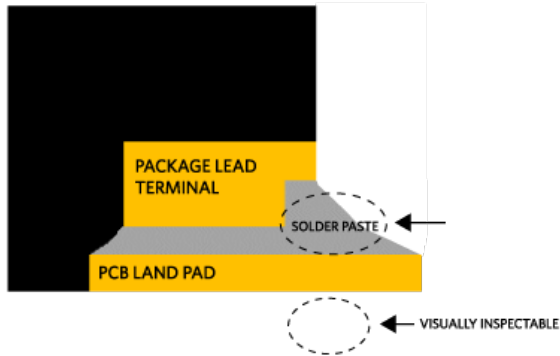 PACKAGE LEAD
TERMINAL
SOLDER PASTE
PCB LAND PAD
VISUALLY INSPECTABLE